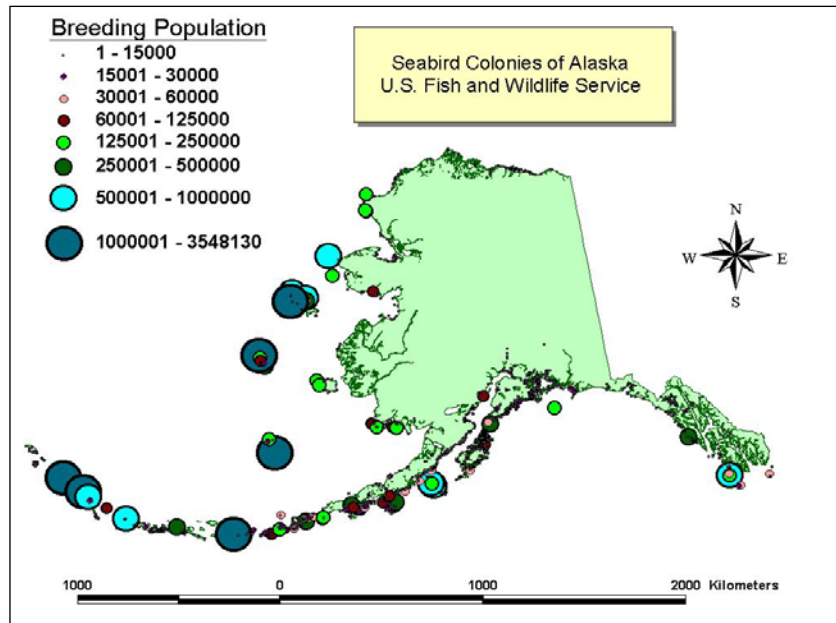 Breeding Population
1 - 15000
15001 - 30000
30001 - 60000
60001 - 125000
125001 - 250000
250001 - 500000
500001 - 1000000
1000001 - 3548130
Seabird Colonies of Alaska
U.S. Fish and Wildlife Service
N
W E
S
1000 0 1000 2000 Kilometers